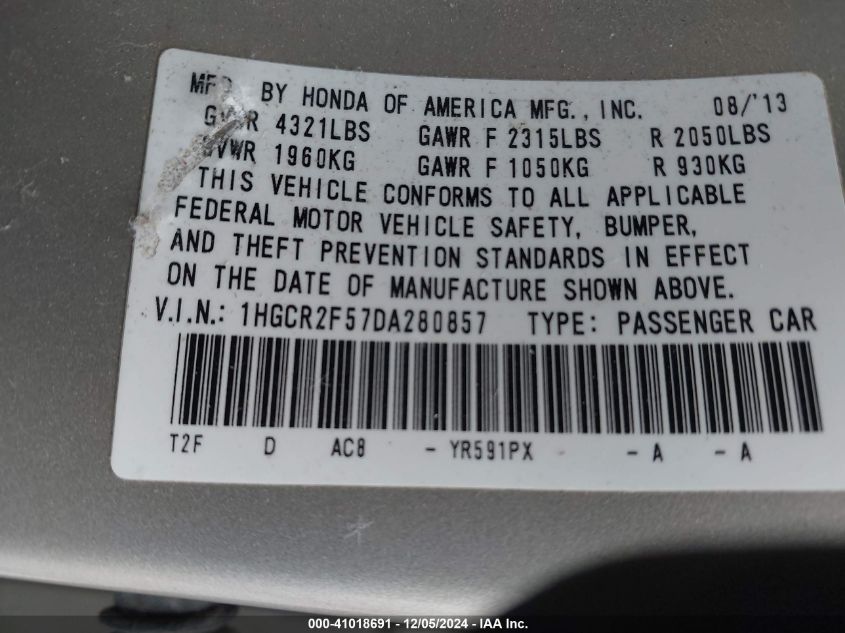 MFD. BY HONDA OF AMERICA MFG., INC. 08/'13
GVWR 4321LBS GAWR F 2315LBS R 2050LBS
GVWR 1960KG GAWR F 1050KG R 930KG
THIS VEHICLE CONFORMS TO ALL APPLICABLE
FEDERAL MOTOR VEHICLE SAFETY, BUMPER,
AND THEFT PREVENTION STANDARDS IN EFFECT
ON THE DATE OF MANUFACTURE SHOWN ABOVE.
V.I.N.: 1HGCR2F57DA280857 TYPE: PASSENGER CAR
T2F D AC8 - YR591PX - A - A
000-41018691 - 12/05/2024 - IAA Inc.